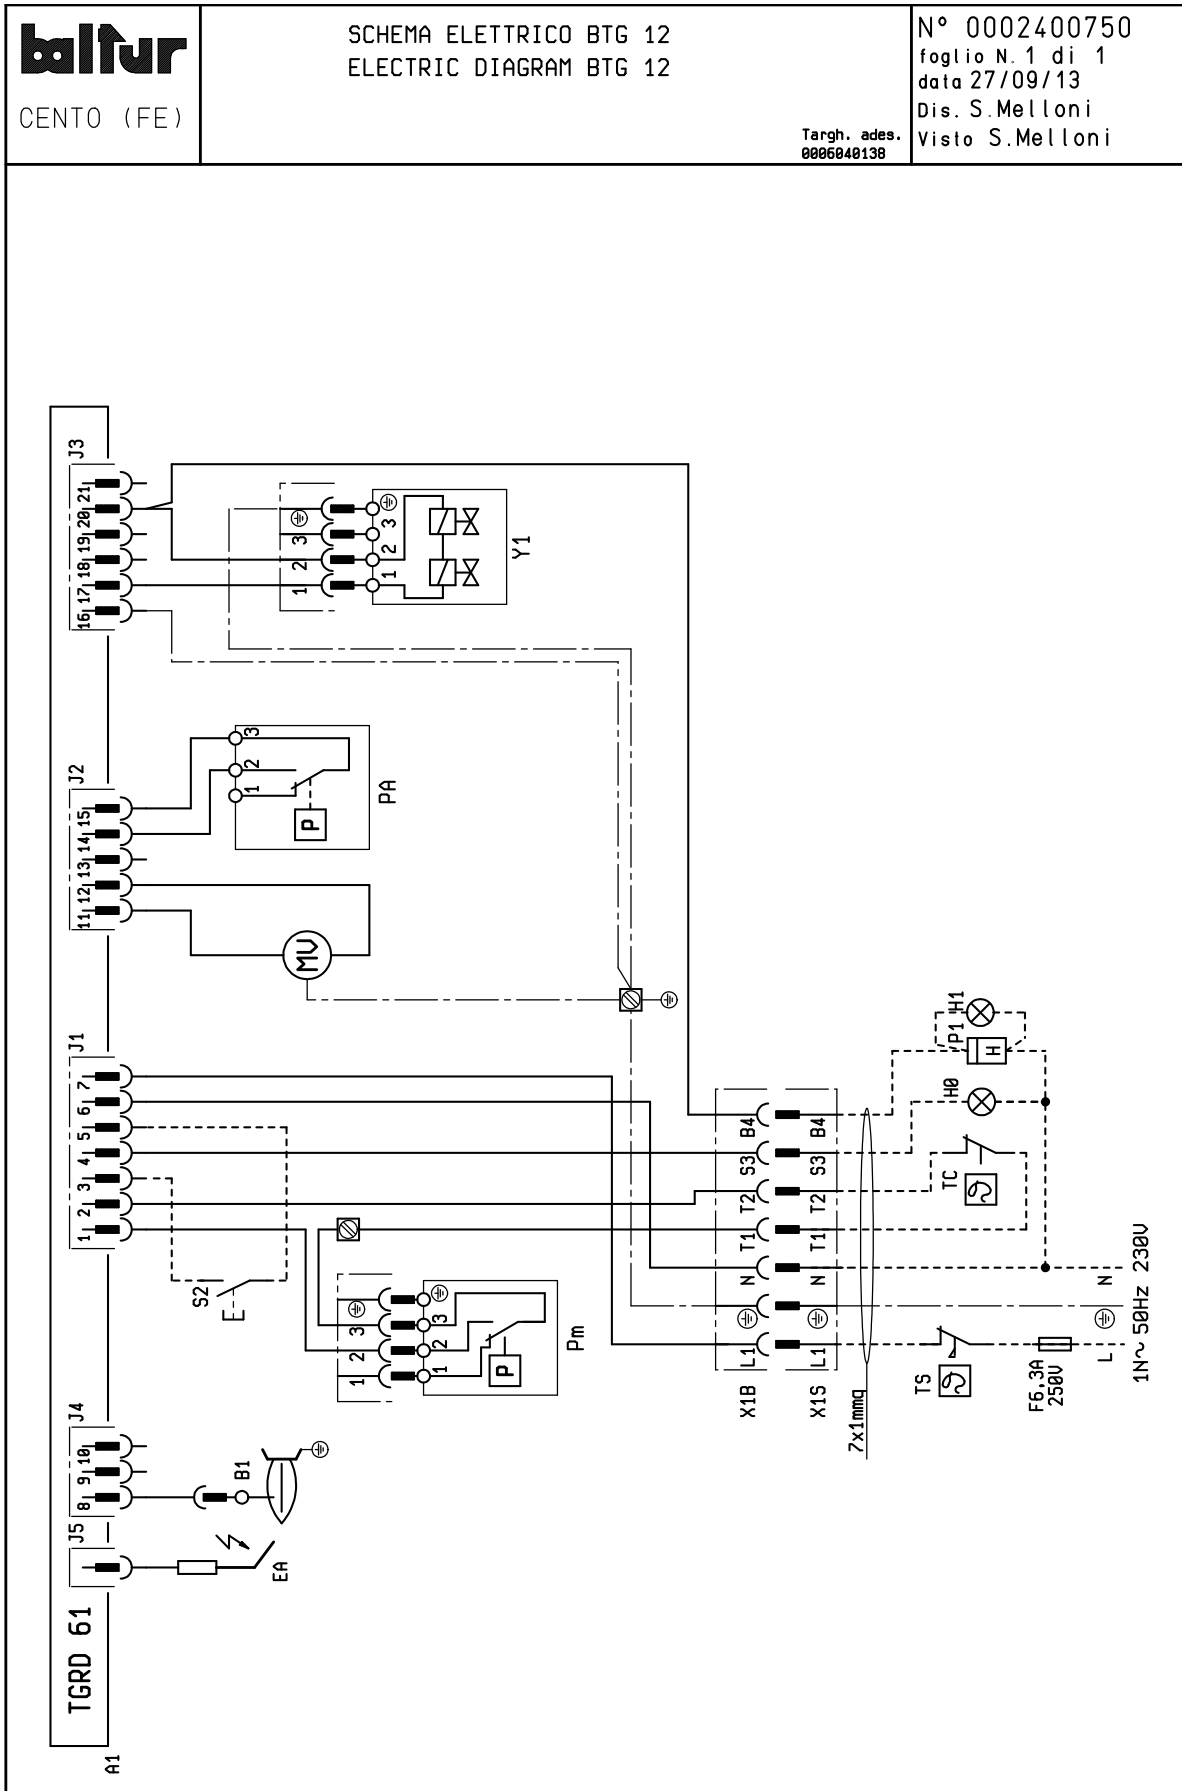 baltur
CENTO (FE)
SCHEMA ELETTRICO BTG 12
ELECTRIC DIAGRAM BTG 12
Targh. ades.
0006040138
N° 0002400750
foglio N. 1 di 1
data 27/09/13
Dis. S.Melloni
Visto S.Melloni
A1
TGRD 61
J5
J4
8 9 10
J1
1 2 3 4 5 6 7
J2
11 12 13 14 15
J3
16 17 18 19 20 21
EA
B1
S2
1 2 3
1 2 3
P
Pm
MV
1 2 3
P
PA
1 2 3
1 2 3
Y1
X1B
L1 N T1 T2 S3 B4
X1S
L1 N T1 T2 S3 B4
7x1mmq
TS
TC
H0
P1
H
H1
F6,3A
250V
L N
1N~ 50Hz 230V